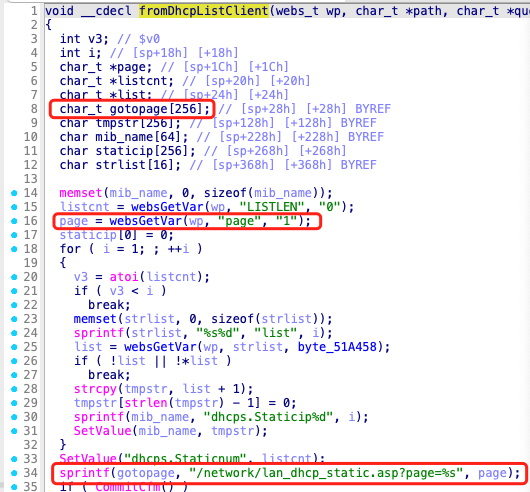 1 void __cdecl fromDhcpListClient(webs_t wp, char_t *path, char_t *que
2 {
3 int v3; // $v0
4 int i; // [sp+18h] [+18h]
5 char_t *page; // [sp+1Ch] [+1Ch]
6 char_t *listcnt; // [sp+20h] [+20h]
7 char_t *list; // [sp+24h] [+24h]
8 char_t gotopage[256]; // [sp+28h] [+28h] BYREF
9 char tmpstr[256]; // [sp+128h] [+128h] BYREF
10 char mib_name[64]; // [sp+228h] [+228h] BYREF
11 char staticip[256]; // [sp+268h] [+268h]
12 char strlist[16]; // [sp+368h] [+368h] BYREF
13
14 memset(mib_name, 0, sizeof(mib_name));
15 listcnt = websGetVar(wp, "LISTLEN", "0");
16 page = websGetVar(wp, "page", "1");
17 staticip[0] = 0;
18 for ( i = 1; ; ++i )
19 {
20 v3 = atoi(listcnt);
21 if ( v3 < i )
22 break;
23 memset(strlist, 0, sizeof(strlist));
24 sprintf(strlist, "%s%d", "list", i);
25 list = websGetVar(wp, strlist, byte_51A458);
26 if ( !list || !*list )
27 break;
28 strcpy(tmpstr, list + 1);
29 tmpstr[strlen(tmpstr) - 1] = 0;
30 sprintf(mib_name, "dhcps.Staticip%d", i);
31 SetValue(mib_name, tmpstr);
32 }
33 SetValue("dhcps.Staticnum", listcnt);
34 sprintf(gotopage, "/network/lan_dhcp_static.asp?page=%s", page);
35 if ( CommitCfm() )